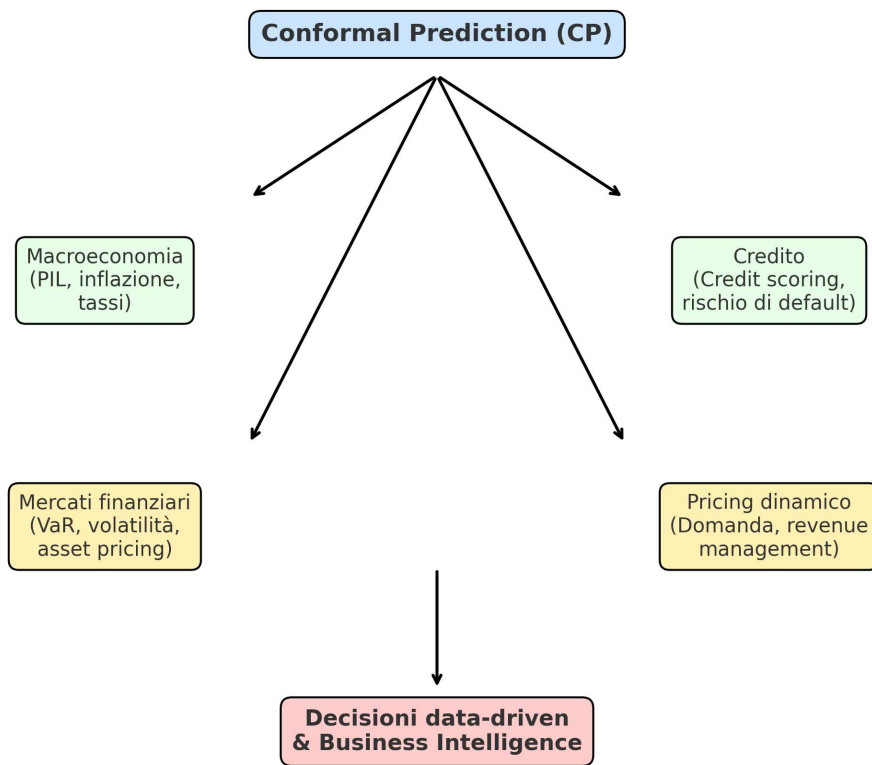 Conformal Prediction (CP)
Macroeconomia
(PIL, inflazione,
tassi)
Credito
(Credit scoring,
rischio di default)
Mercati finanziari
(VaR, volatilità,
asset pricing)
Pricing dinamico
(Domanda, revenue
management)
Decisioni data-driven
& Business Intelligence